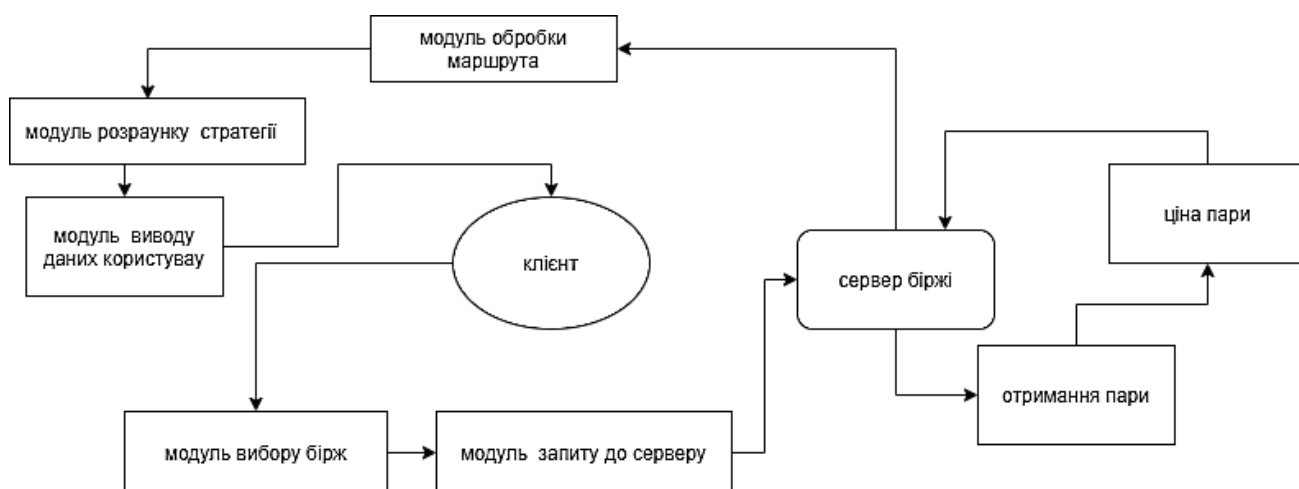 модуль обробки
маршрута
модуль розраунку стратегії
модуль виводу
даних користувау
клієнт
ціна пари
сервер біржі
отримання пари
модуль вибору бірж
модуль запиту до серверу